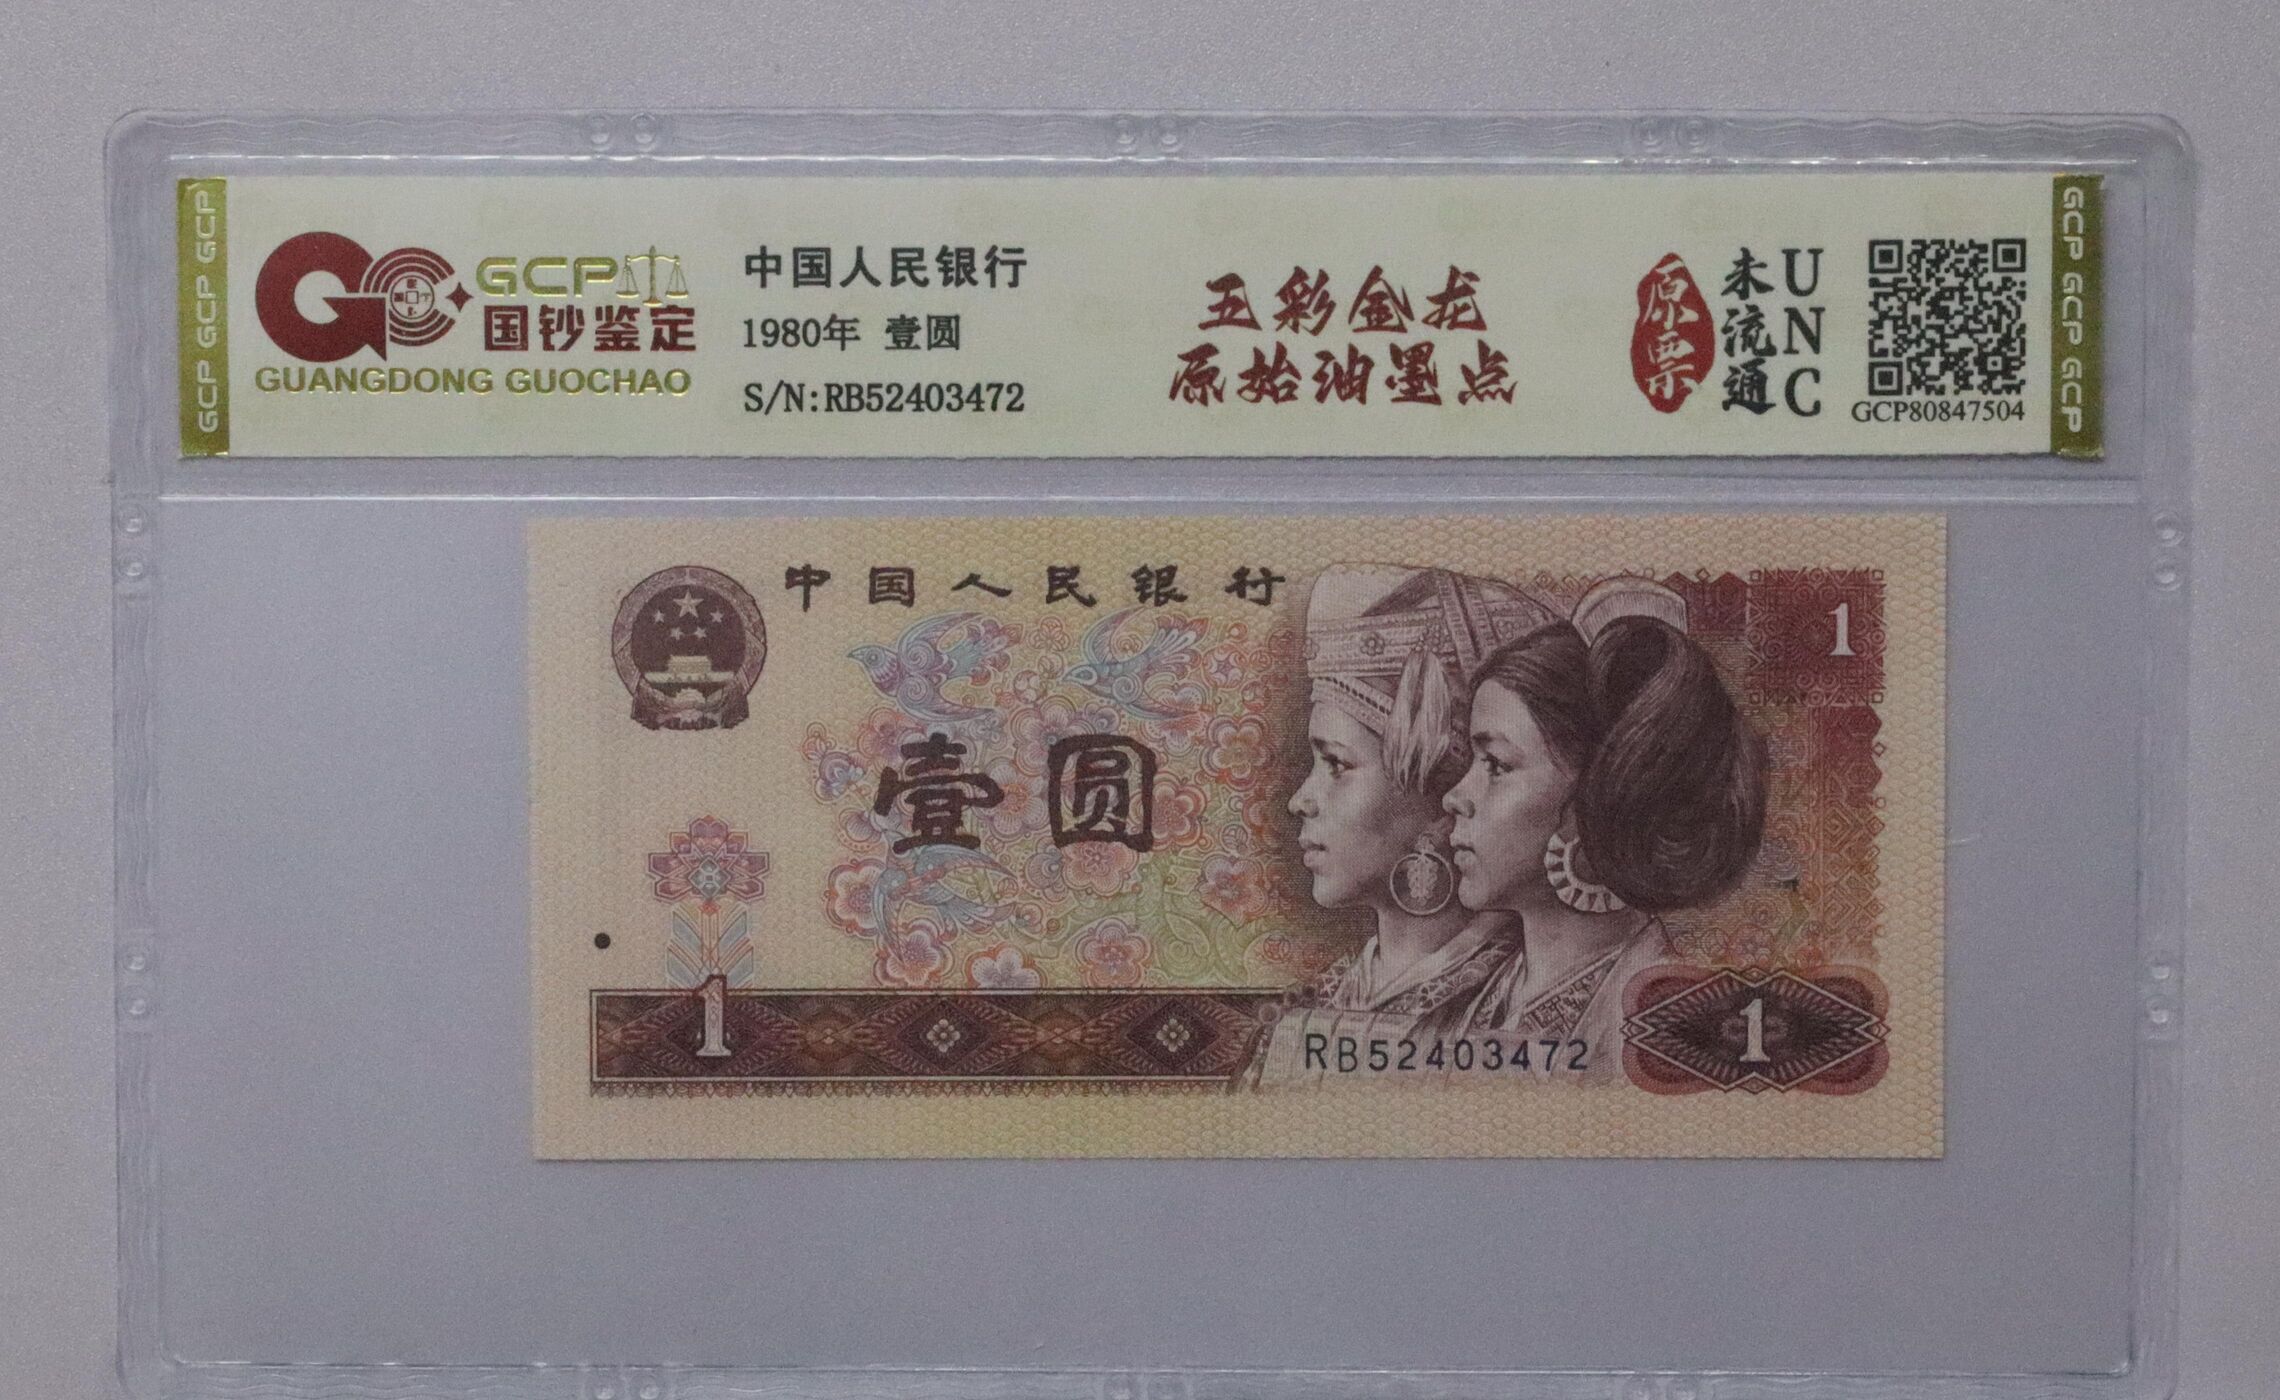 GCP GCP GCP
GCP
国钞鉴定
GUANGDONG GUOCHAO
中国人民银行
1980年 壹圆
S/N:RB52403472
五彩金龙
原始油墨点
原票
未流通
UNC
GCP80847504
GCP GCP GCP
中国人民银行
1
壹圆
1
RB52403472
1